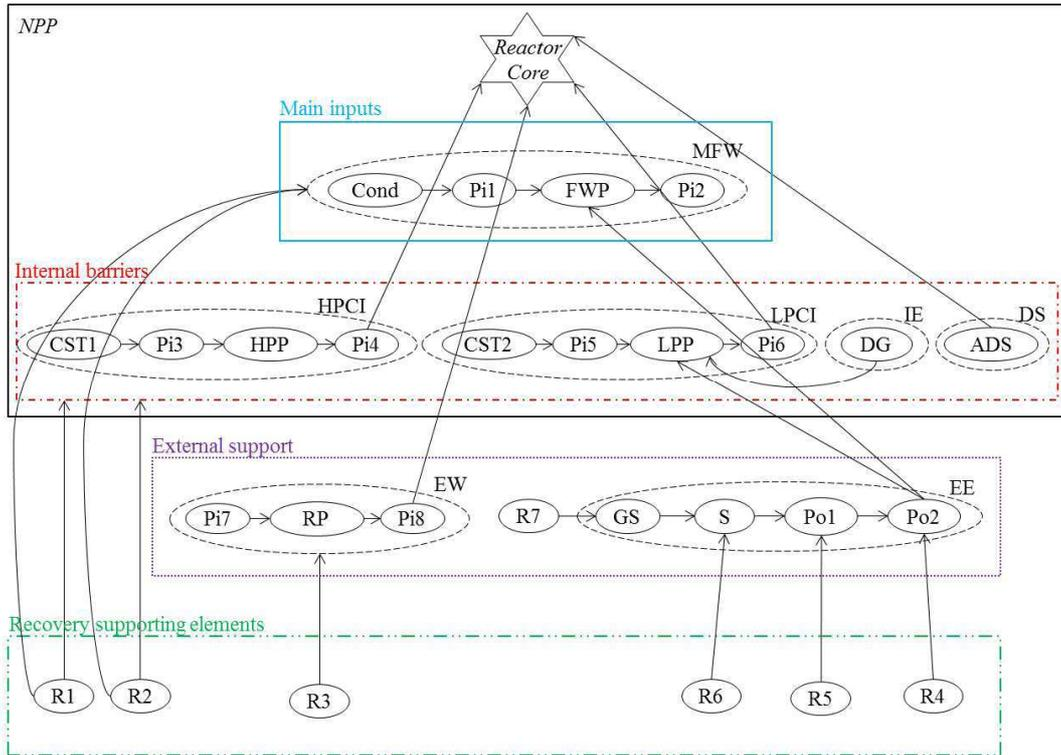 NPP
Reactor
Core
Main inputs
MFW
Cond
Pi1
FWP
Pi2
Internal barriers
HPCI
LPCI
IE
DS
CST1
Pi3
HPP
Pi4
CST2
Pi5
LPP
Pi6
DG
ADS
External support
EW
EE
Pi7
RP
Pi8
R7
GS
S
Po1
Po2
Recovery supporting elements
R1
R2
R3
R6
R5
R4